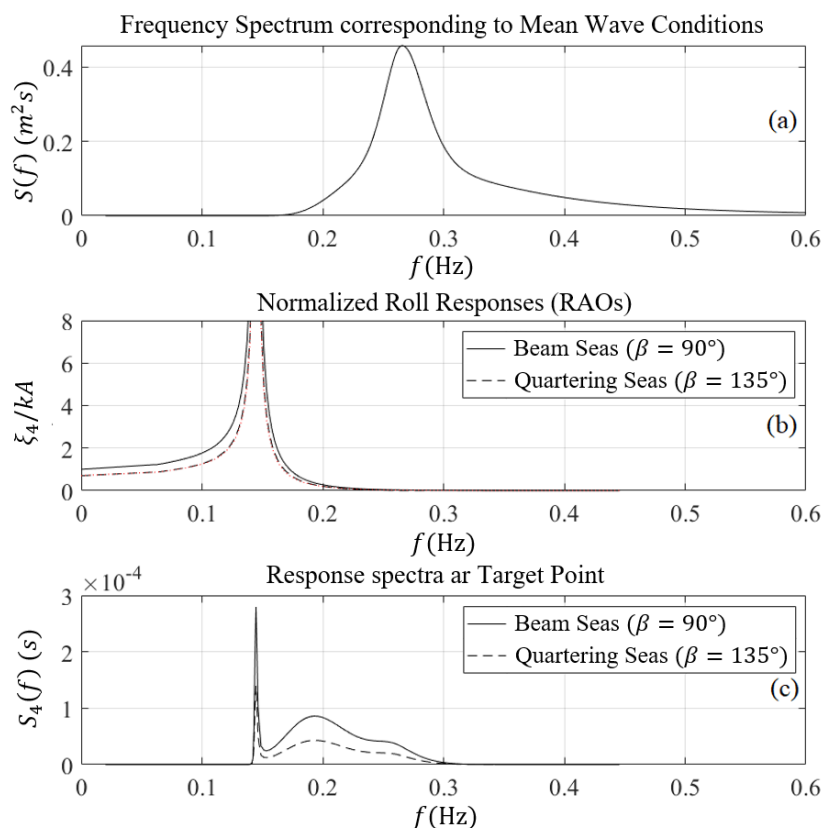 Frequency Spectrum corresponding to Mean Wave Conditions
0.4
0.2
0
S(f) (m²s)
(a)
0 0.1 0.2 0.3 0.4 0.5 0.6
f(Hz)
Normalized Roll Responses (RAOs)
8
6
4
2
0
ξ₄/kA
Beam Seas (β = 90°)
Quartering Seas (β = 135°)
(b)
0 0.1 0.2 0.3 0.4 0.5 0.6
f(Hz)
×10⁻⁴
Response spectra ar Target Point
3
2
1
0
S₄(f) (s)
Beam Seas (β = 90°)
Quartering Seas (β = 135°)
(c)
0 0.1 0.2 0.3 0.4 0.5 0.6
f(Hz)